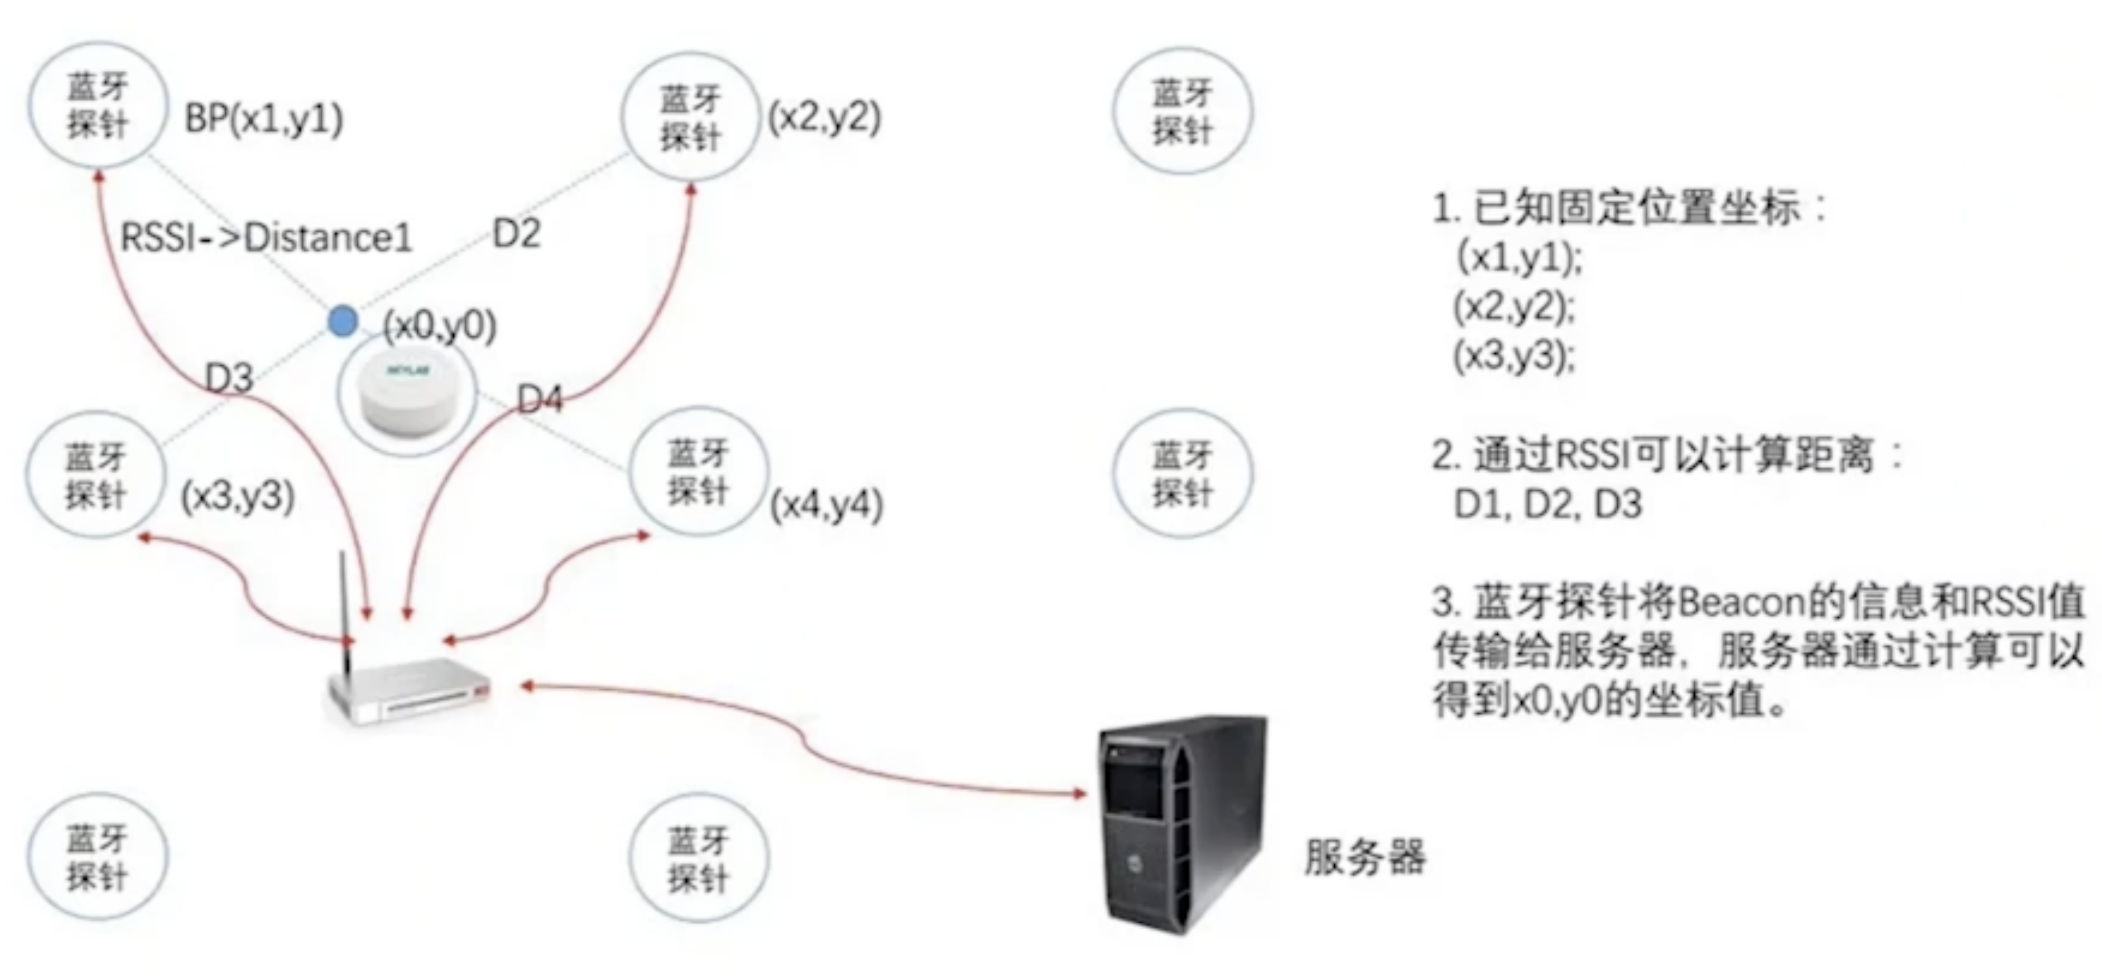 蓝牙
探针
BP(x1,y1)
蓝牙
探针
(x2,y2)
蓝牙
探针
RSSI->Distance1
D2
(x0,y0)
D3
D4
蓝牙
探针
(x3,y3)
蓝牙
探针
(x4,y4)
蓝牙
探针
蓝牙
探针
蓝牙
探针
服务器
1. 已知固定位置坐标：
(x1,y1);
(x2,y2);
(x3,y3);
2. 通过RSSI可以计算距离：
D1, D2, D3
3. 蓝牙探针将Beacon的信息和RSSI值
传输给服务器，服务器通过计算可以
得到x0,y0的坐标值。